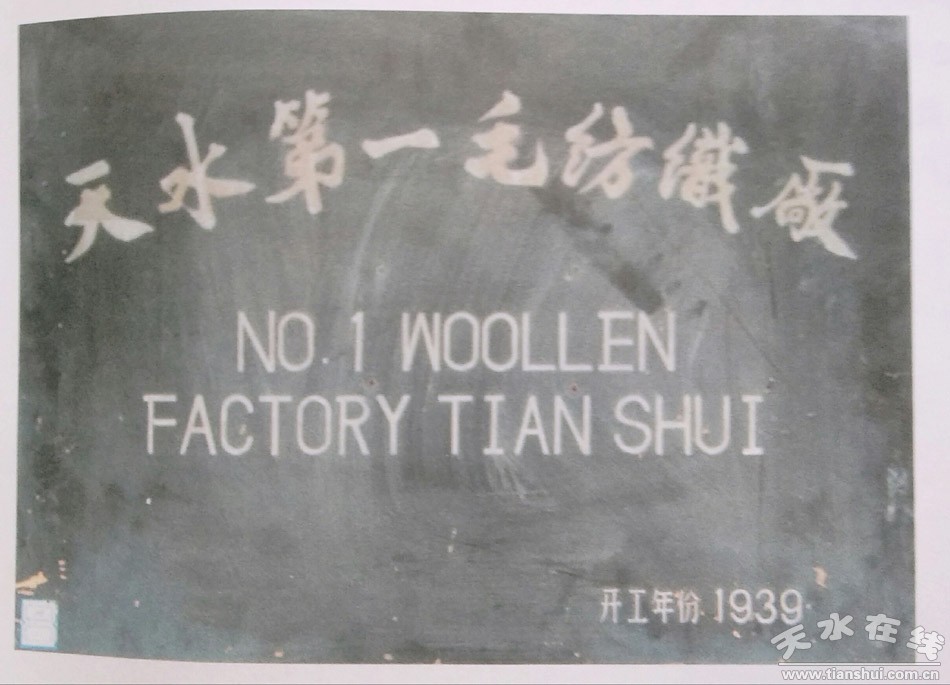 天水第一毛纺織廠
NO.1 WOOLLEN
FACTORY TIAN SHUI
开工年份.1939
天水在线
www.tianshui.com.cn